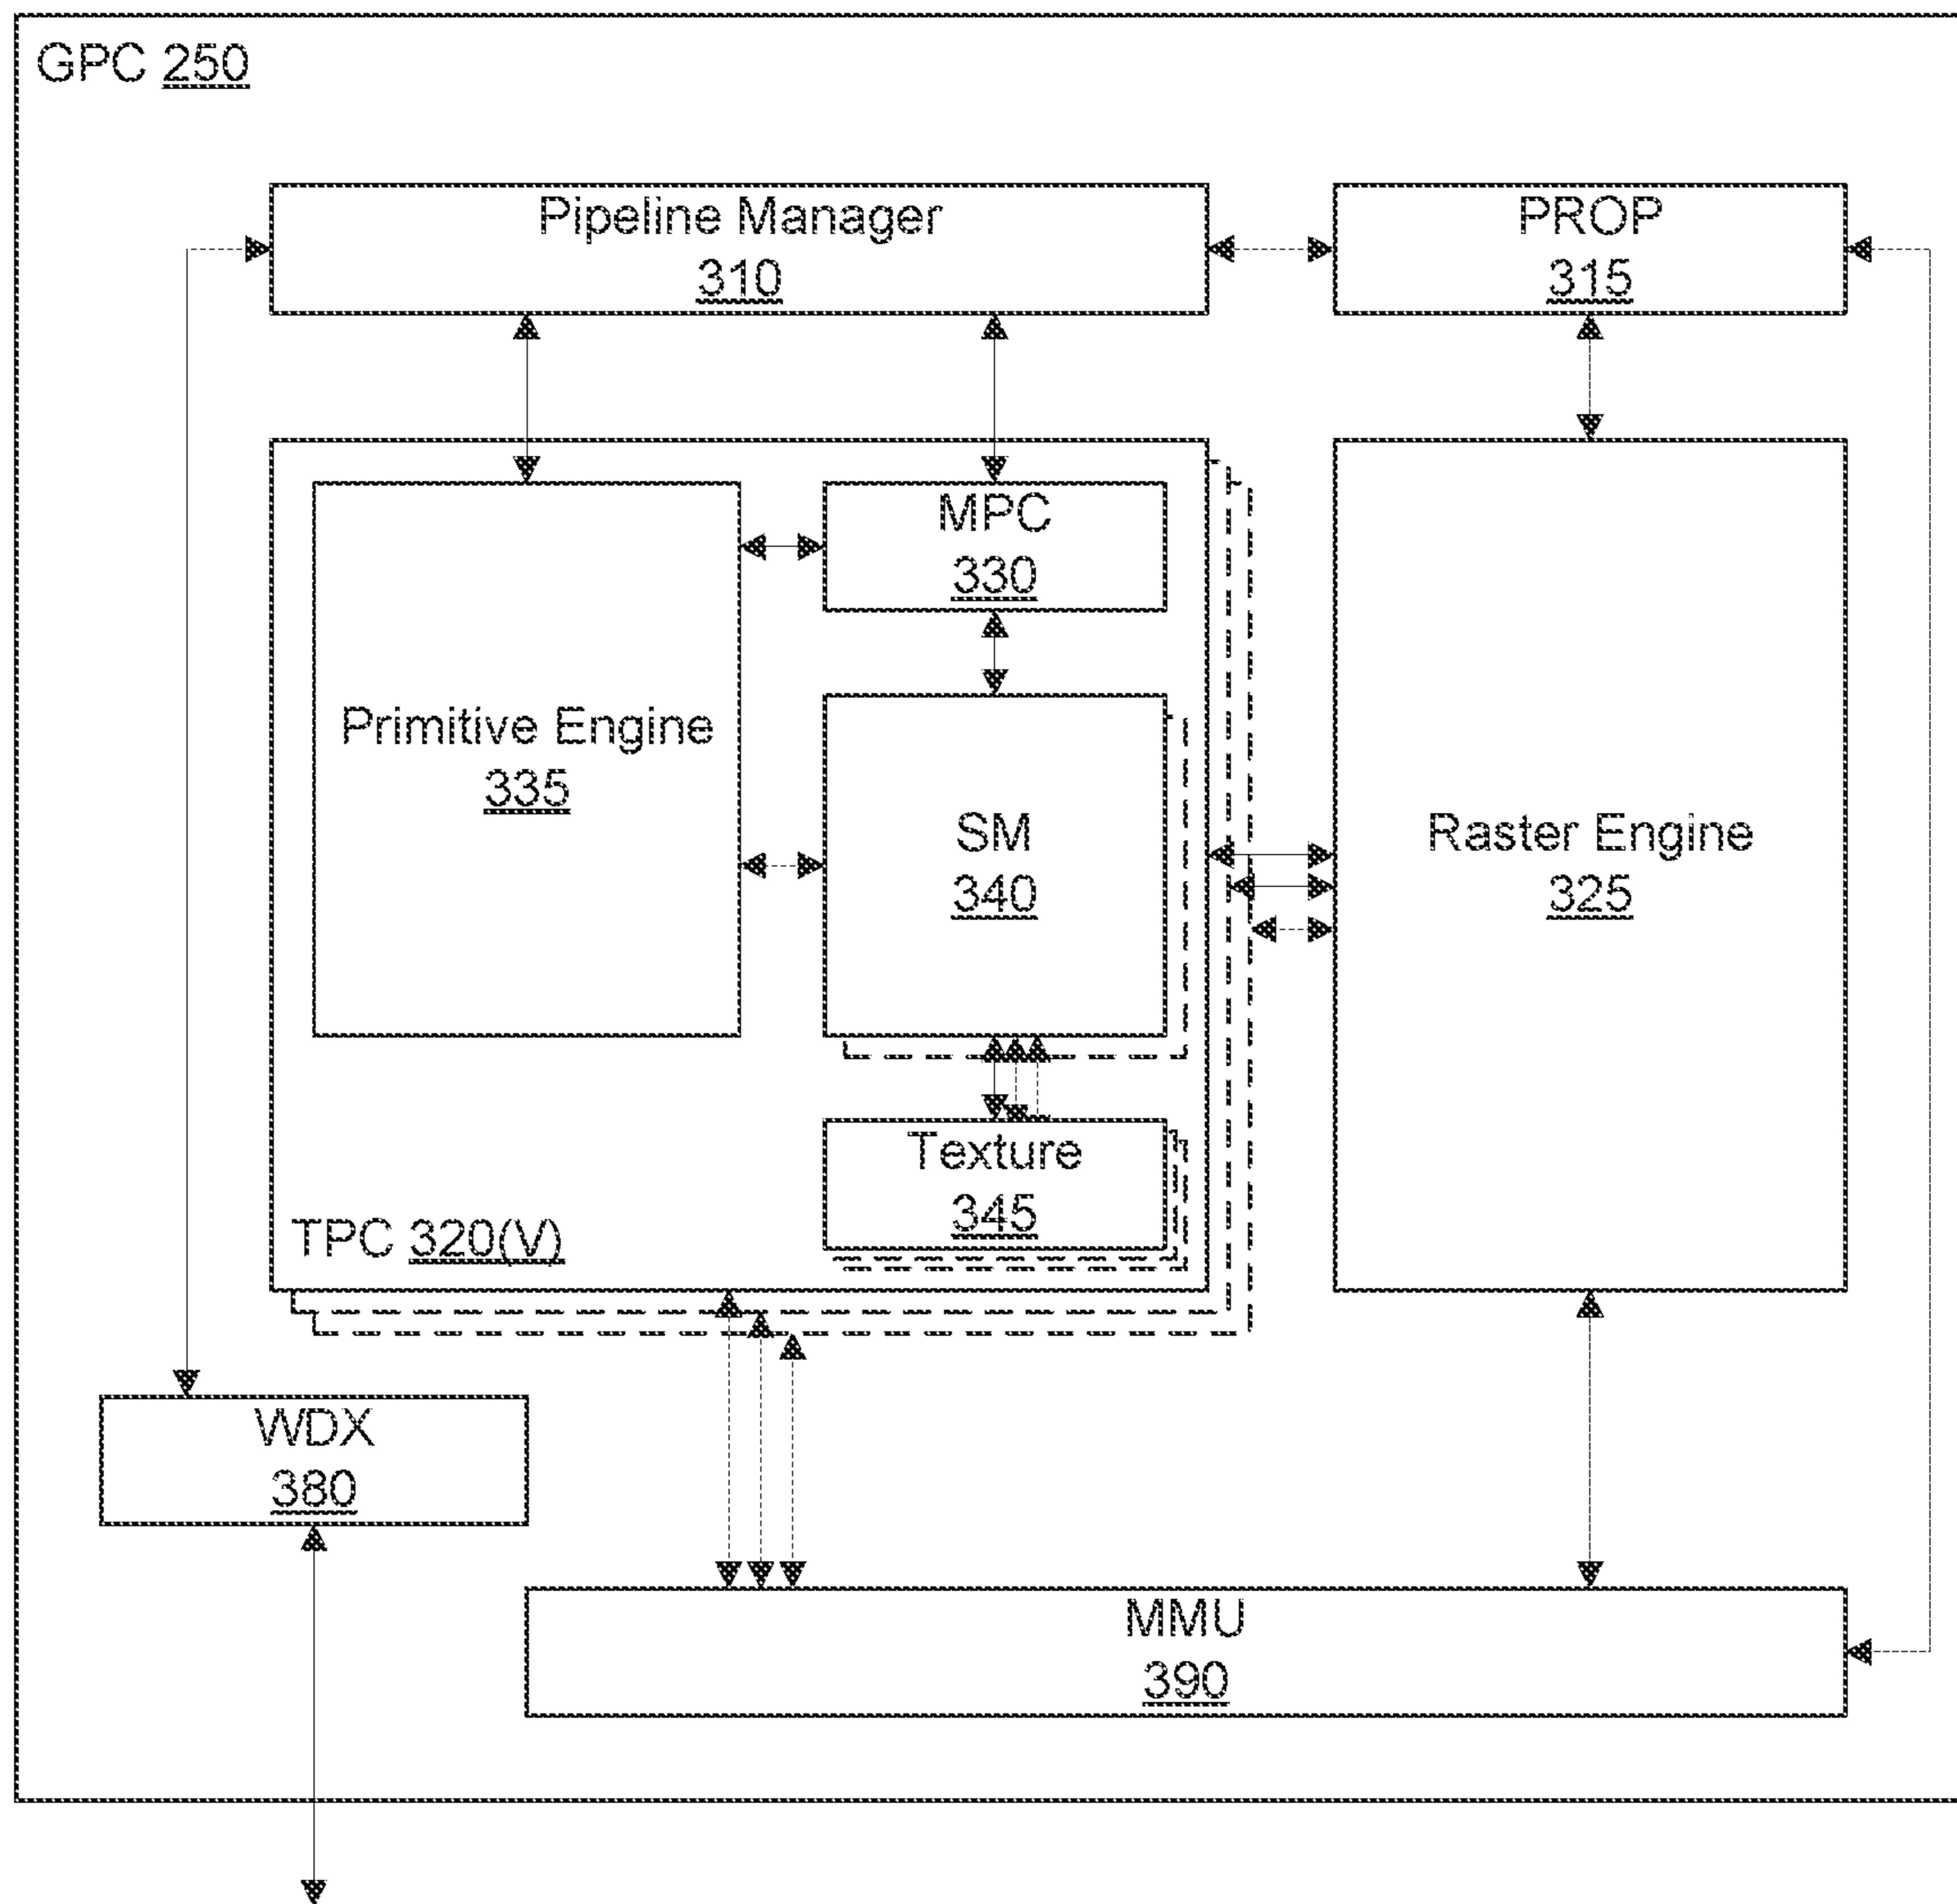 GPC 250
Pipeline Manager
310
PROP
315
MPC
330
Primitive Engine
335
SM
340
Raster Engine
325
Texture
345
TPC 320(V)
WDX
380
MMU
390